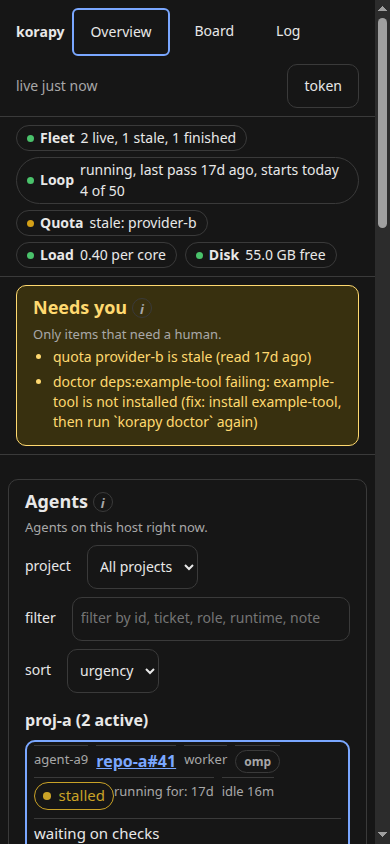 korapy Overview Board Log
live just now token
Fleet 2 live, 1 stale, 1 finished
Loop running, last pass 17d ago, starts today
4 of 50
Quota stale: provider-b
Load 0.40 per core Disk 55.0 GB free
Needs you i
Only items that need a human.
• quota provider-b is stale (read 17d ago)
• doctor deps:example-tool failing: example-
tool is not installed (fix: install example-tool,
then run `korapy doctor` again)
Agents i
Agents on this host right now.
project All projects
filter filter by id, ticket, role, runtime, note
sort urgency
proj-a (2 active)
agent-a9 repo-a#41 worker omp
stalled running for: 17d idle 16m
waiting on checks